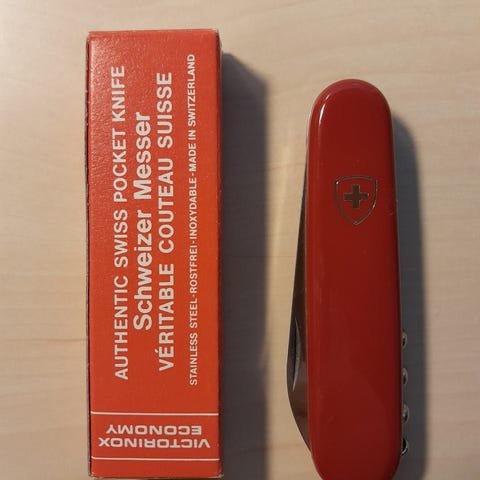 AUTHENTIC SWISS POCKET KNIFE
Schweizer Messer
VÉRITABLE COUTEAU SUISSE
STAINLESS STEEL-ROSTFREI-INOXYDABLE-MADE IN SWITZERLAND
VICTORINOX
ECONOMY